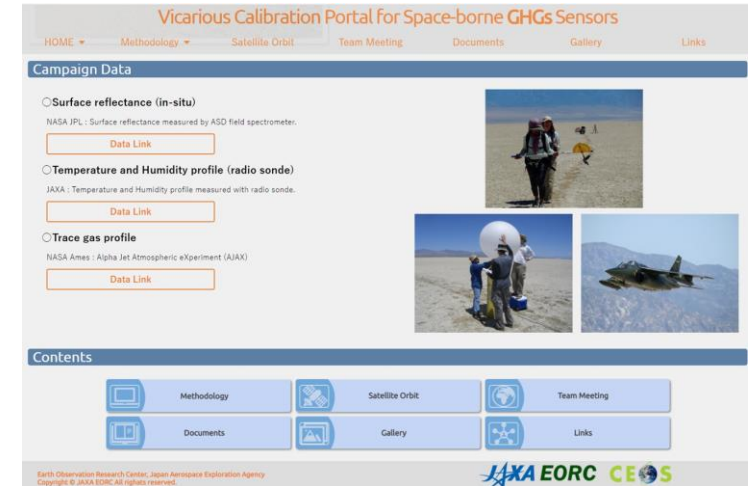 Vicarious Calibration Portal for Space-borne GHGs Sensors
HOME Methodology Satellite Orbit Team Meeting Documents Gallery Links
Campaign Data
○Surface reflectance (in-situ)
NASA JPL : Surface reflectance measured by ASD field spectrometer.
Data Link
○Temperature and Humidity profile (radio sonde)
JAXA : Temperature and Humidity profile measured with radio sonde.
Data Link
○Trace gas profile
NASA Ames : Alpha Jet Atmospheric eXperiment (AJAX)
Data Link
Contents
Methodology Satellite Orbit Team Meeting
Documents Gallery Links
Earth Observation Research Center, Japan Aerospace Exploration Agency
Copyright © JAXA EORC All rights reserved.
JAXA EORC CEOS